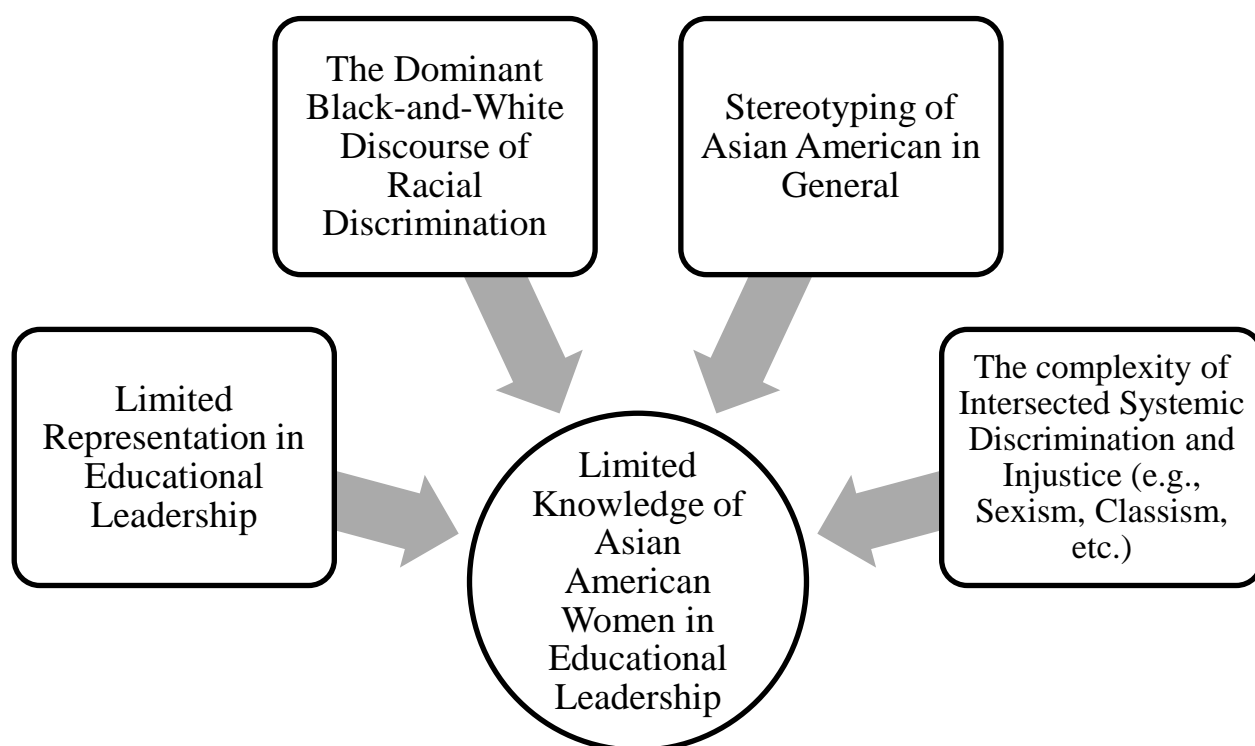 The Dominant
Black-and-White
Discourse of
Racial
Discrimination
Stereotyping of
Asian American in
General
Limited
Representation in
Educational
Leadership
The complexity of
Intersected Systemic
Discrimination and
Injustice (e.g.,
Sexism, Classism,
etc.)
Limited
Knowledge of
Asian
American
Women in
Educational
Leadership